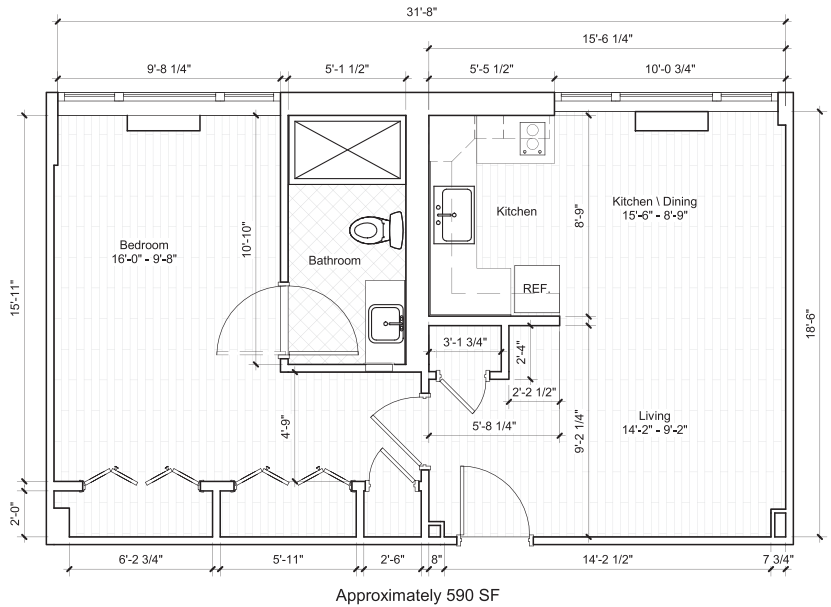 31'-8"
15'-6 1/4"
9'-8 1/4"
5'-1 1/2"
5'-5 1/2"
10'-0 3/4"
Kitchen \ Dining
15'-6" - 8'-9"
Kitchen
8'-9"
Bedroom
16'-0" - 9'-8"
10'-10"
Bathroom
REF.
15'-11"
18'-6"
3'-1 3/4"
2'-4"
2'-2 1/2"
4'-9"
5'-8 1/4"
9'-2 1/4"
Living
14'-2" - 9'-2"
2'-0"
6'-2 3/4"
5'-11"
2'-6"
8"
14'-2 1/2"
7 3/4"
Approximately 590 SF